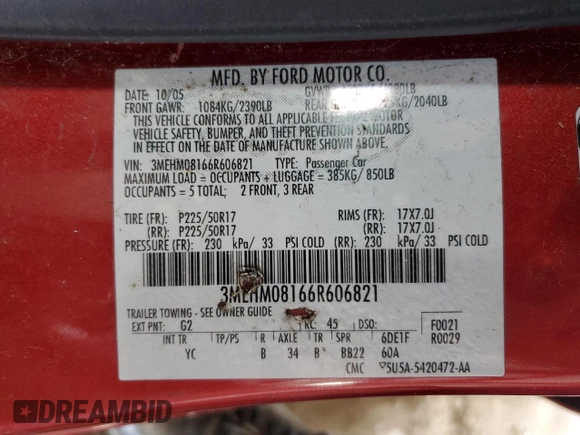 MFD. BY FORD MOTOR CO.
DATE: 10/05
FRONT GAWR: 1084KG/2390LB REAR 2040LB
THIS VEHICLE CONFORMS TO ALL APPLICABLE MOTOR
VEHICLE SAFETY, BUMPER, AND THEFT PREVENTION STANDARDS
IN EFFECT ON THE DATE OF
VIN: 3MEHM08166R606821 TYPE: Passenger Car
MAXIMUM LOAD = OCCUPANTS + LUGGAGE = 385KG/ 850LB
OCCUPANTS = 5 TOTAL; 2 FRONT, 3 REAR
TIRE (FR): P225/50R17 RIMS (FR): 17X7.0J
(RR): P225/50R17 (RR): 17X7.0J
PRESSURE (FR): 230 kPa/ 33 PSI COLD (RR): 230 kPa/ 33 PSI COLD
3MEHM08166R606821
TRAILER TOWING - SEE OWNER GUIDE
EXT PNT: G2 RC: 45 DSO: F0021
INT TR TP/PS R AXLE TR SPR 6DE1F R0029
YC B 34 B BB22 60A
CMC ▽5U5A-5420472-AA
DREAMBID